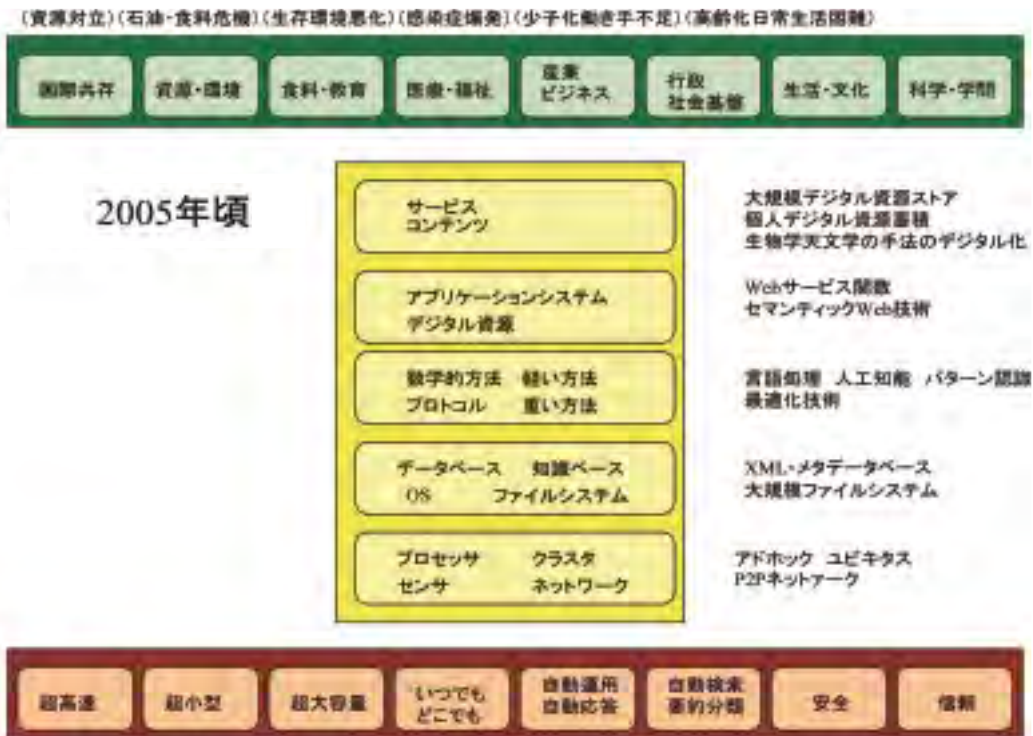 (資源対立)(石油・食料危機)(生存環境悪化)(感染症爆発)(少子化働き手不足)(高齢化日常生活困難)
国際共存 資源・環境 食料・教育 医療・福祉 産業 ビジネス 行政 社会基盤 生活・文化 科学・学問
2005年頃
サービス
コンテンツ
大規模デジタル資源ストア
個人デジタル資源蓄積
生物学天文学の手法のデジタル化
アプリケーションシステム
デジタル資源
Webサービス関数
セマンティックWeb技術
数学的方法 軽い方法
プロトコル 重い方法
言語処理 人工知能 パターン認識
最適化技術
データベース 知識ベース
OS ファイルシステム
XML・メタデータベース
大規模ファイルシステム
プロセッサ クラスタ
センサ ネットワーク
アドホック ユビキタス
P2Pネットァーク
超高速 超小型 超大容量 いつでも どこでも 自動運用 自動応答 自動検索 要約分類 安全 信頼